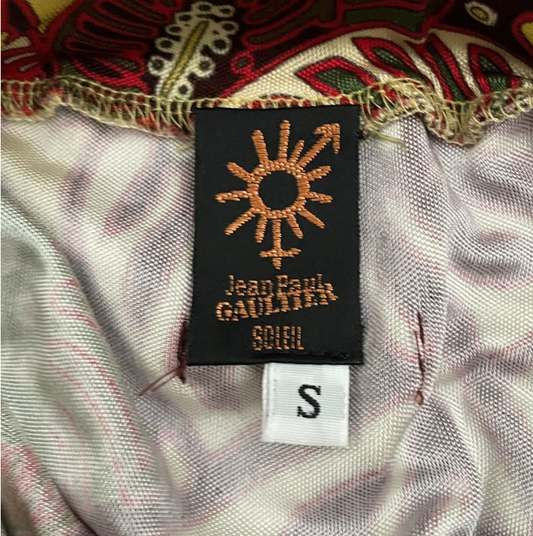 Jean Paul
GAULTIER
SOLEIL
S